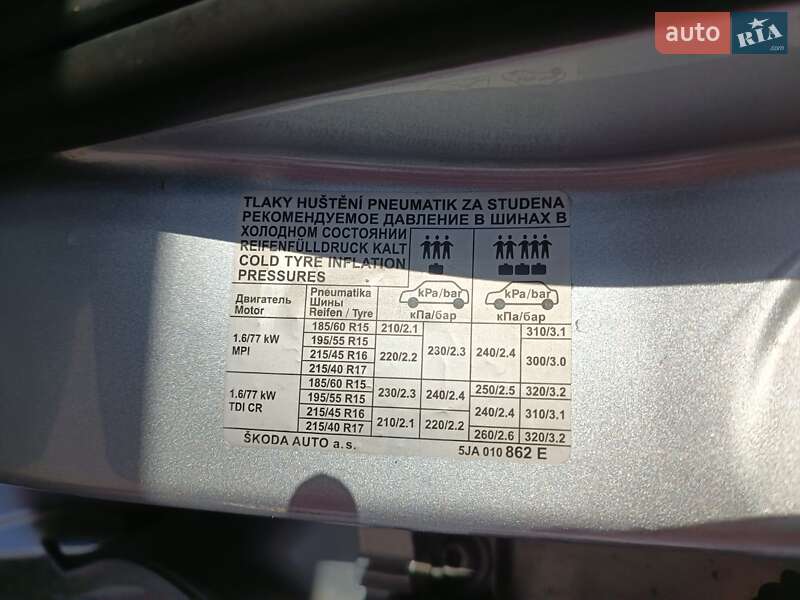 auto RIA .com
TLAKY HUŠTĚNÍ PNEUMATIK ZA STUDENA
РЕКОМЕНДУЕМОЕ ДАВЛЕНИЕ В ШИНАХ В
ХОЛОДНОМ СОСТОЯНИИ
REIFENFÜLLDRUCK KALT
COLD TYRE INFLATION
PRESSURES
Двигатель
Motor
Pneumatika
Шины
Reifen / Tyre
kPa/bar
кПа/бар
kPa/bar
кПа/бар
1.6/77 kW
MPI
185/60 R15 210/2.1 230/2.3 240/2.4 310/3.1
195/55 R15 220/2.2 300/3.0
215/45 R16
215/40 R17
1.6/77 kW
TDI CR
185/60 R15 230/2.3 240/2.4 250/2.5 320/3.2
195/55 R15
215/45 R16 210/2.1 220/2.2 240/2.4 310/3.1
215/40 R17 260/2.6 320/3.2
ŠKODA AUTO a.s.
5JA 010 862 E